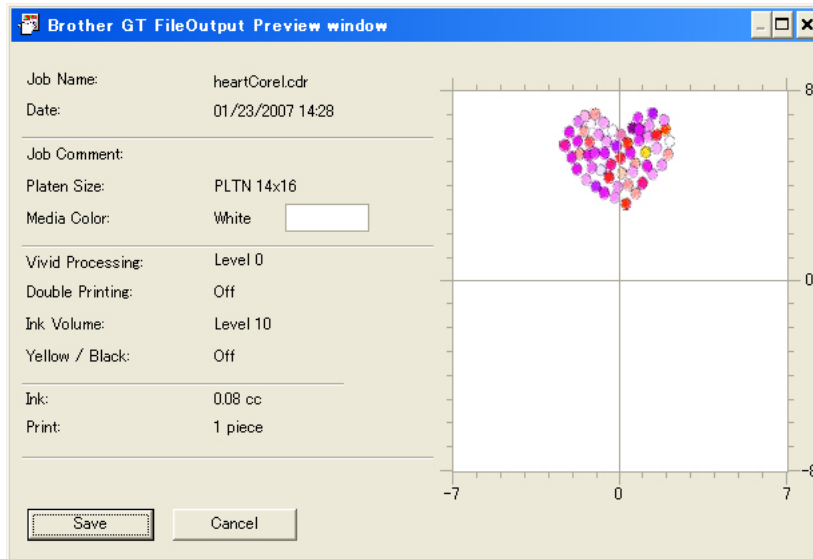 Brother GT FileOutput Preview window
Job Name: heartCorel.cdr
Date: 01/23/2007 14:28
Job Comment:
Platen Size: PLTN 14x16
Media Color: White
Vivid Processing: Level 0
Double Printing: Off
Ink Volume: Level 10
Yellow / Black: Off
Ink: 0.08 cc
Print: 1 piece
Save Cancel
8
0
-8
-7 0 7